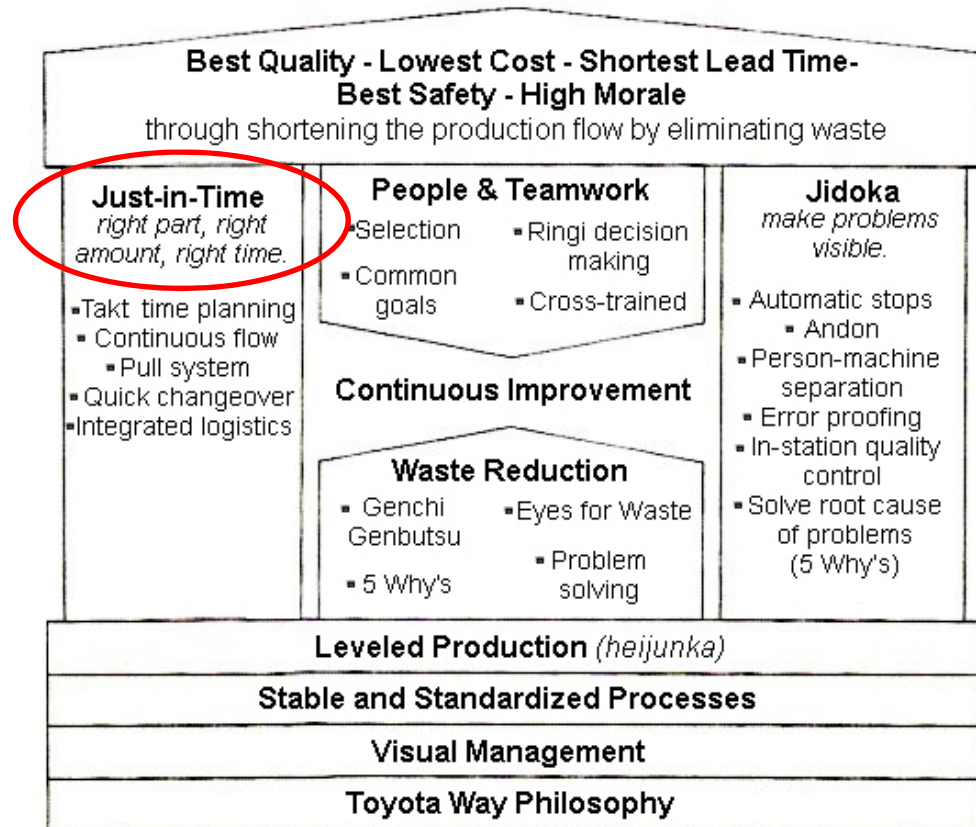 Best Quality - Lowest Cost - Shortest Lead Time-
Best Safety - High Morale
through shortening the production flow by eliminating waste
Just-in-Time
right part, right
amount, right time.
▪Takt time planning
▪Continuous flow
▪Pull system
▪Quick changeover
▪Integrated logistics
People & Teamwork
▪Selection
▪Common
goals
▪Ringi decision
making
▪Cross-trained
Continuous Improvement
Waste Reduction
▪Genchi
Genbutsu
▪5 Why's
▪Eyes for Waste
▪Problem
solving
Jidoka
make problems
visible.
▪Automatic stops
▪Andon
▪Person-machine
separation
▪Error proofing
▪In-station quality
control
▪Solve root cause
of problems
(5 Why's)
Leveled Production (heijunka)
Stable and Standardized Processes
Visual Management
Toyota Way Philosophy